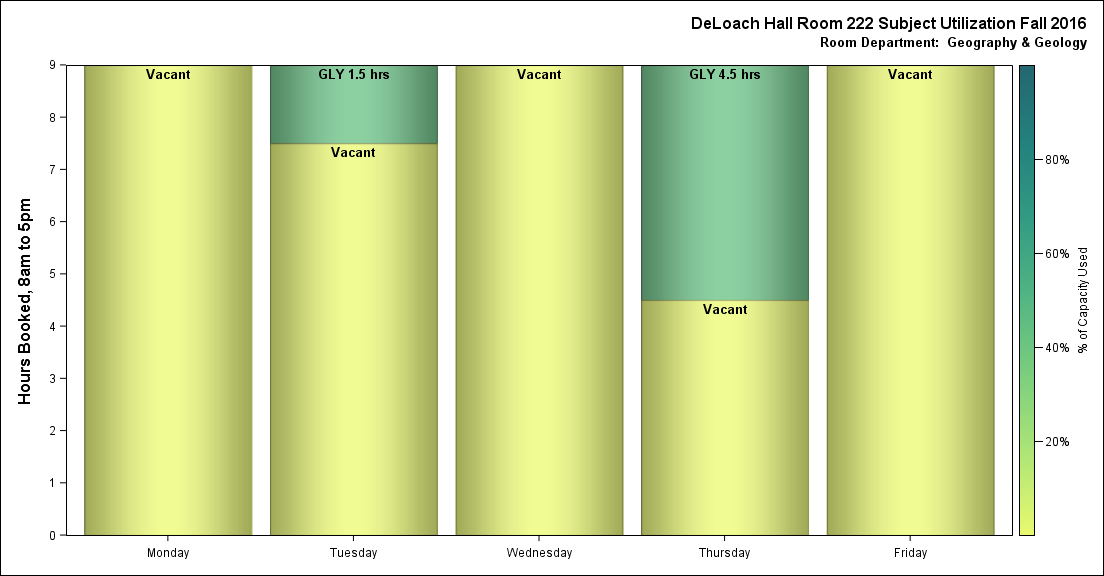 DeLoach Hall Room 222 Subject Utilization Fall 2016
Room Department:  Geography & Geology
Hours Booked, 8am to 5pm
9
8
7
6
5
4
3
2
1
0
Vacant
GLY 1.5 hrs
Vacant
Vacant
GLY 4.5 hrs
Vacant
Vacant
Monday
Tuesday
Wednesday
Thursday
Friday
80%
60%
40%
20%
% of Capacity Used